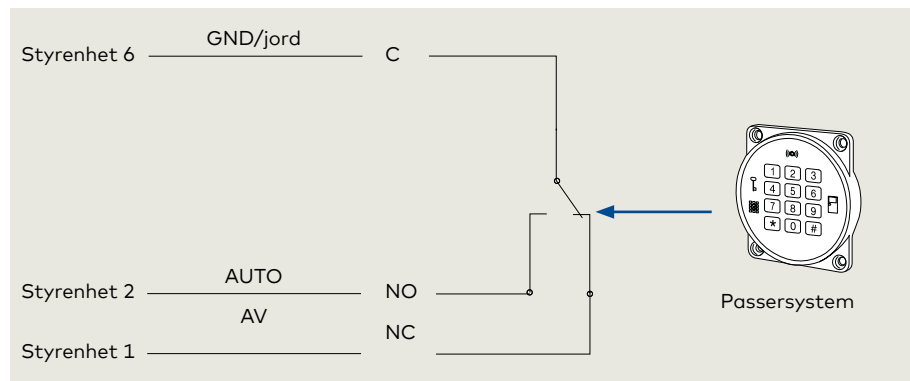 Styrenhet 6 GND/jord C
1 2 3
4 5 6
7 8 9
* 0 #
Styrenhet 2 AUTO NO
Passersystem
AV NC
Styrenhet 1